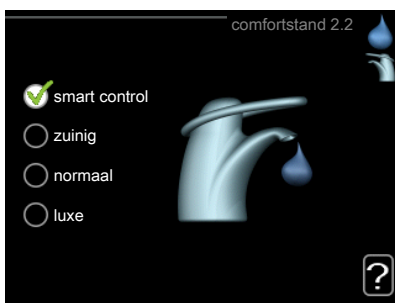 comfortstand 2.2
smart control
zuinig
normaal
luxe
?